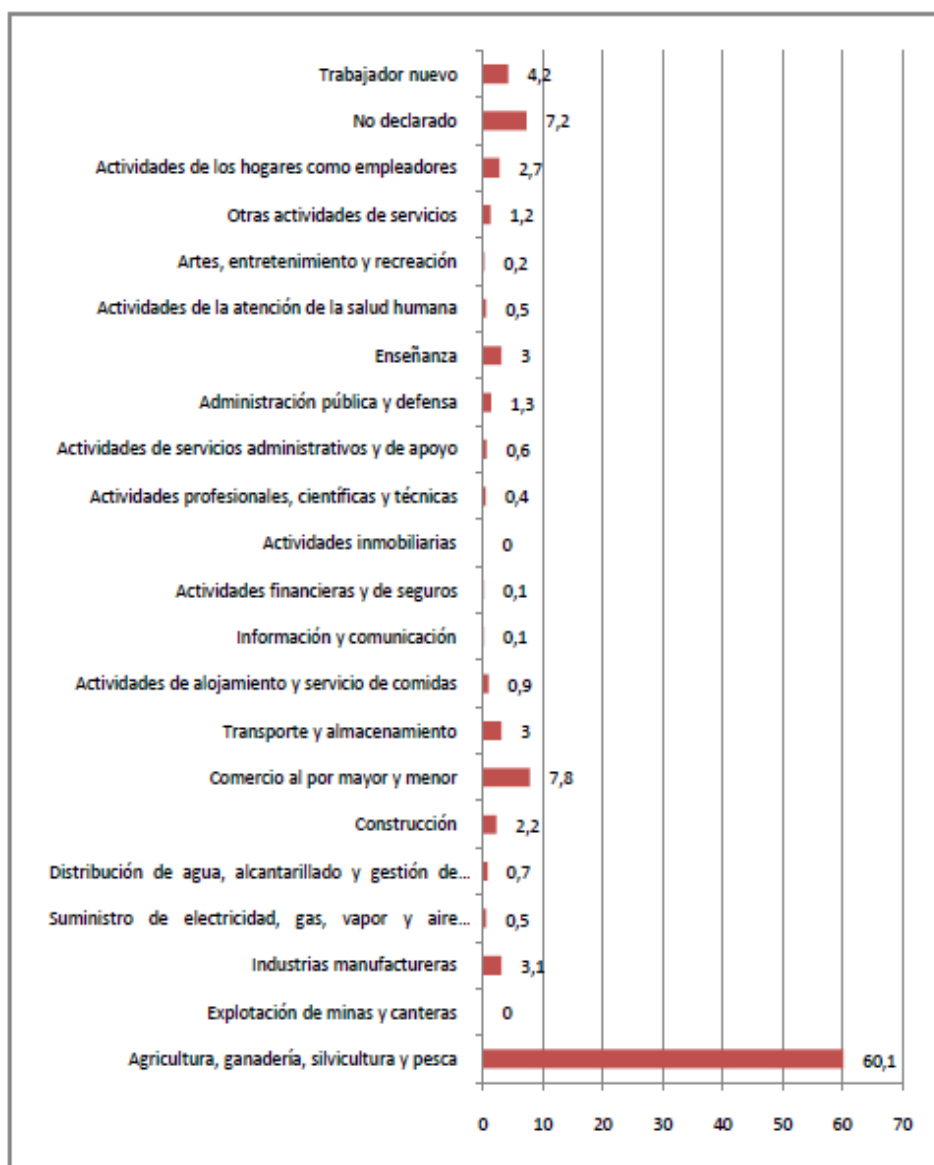 Trabajador nuevo 4,2
No declarado 7,2
Actividades de los hogares como empleadores 2,7
Otras actividades de servicios 1,2
Artes, entretenimiento y recreación 0,2
Actividades de la atención de la salud humana 0,5
Enseñanza 3
Administración pública y defensa 1,3
Actividades de servicios administrativos y de apoyo 0,6
Actividades profesionales, científicas y técnicas 0,4
Actividades inmobiliarias 0
Actividades financieras y de seguros 0,1
Información y comunicación 0,1
Actividades de alojamiento y servicio de comidas 0,9
Transporte y almacenamiento 3
Comercio al por mayor y menor 7,8
Construcción 2,2
Distribución de agua, alcantarillado y gestión de... 0,7
Suministro de electricidad, gas, vapor y aire... 0,5
Industrias manufactureras 3,1
Explotación de minas y canteras 0
Agricultura, ganadería, silvicultura y pesca 60,1
0 10 20 30 40 50 60 70